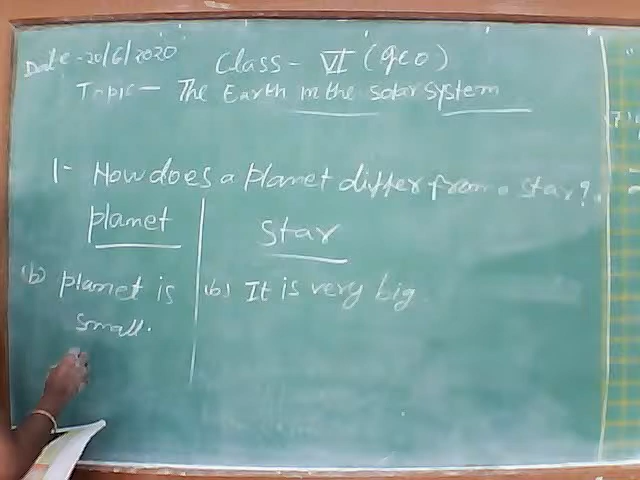 Date - 20/6/2020
Class - VI (geo)
Topic - The Earth in the solar system
1- How does a planet differ from a star?
planet
star
(b) planet is
small.
(b) It is very big